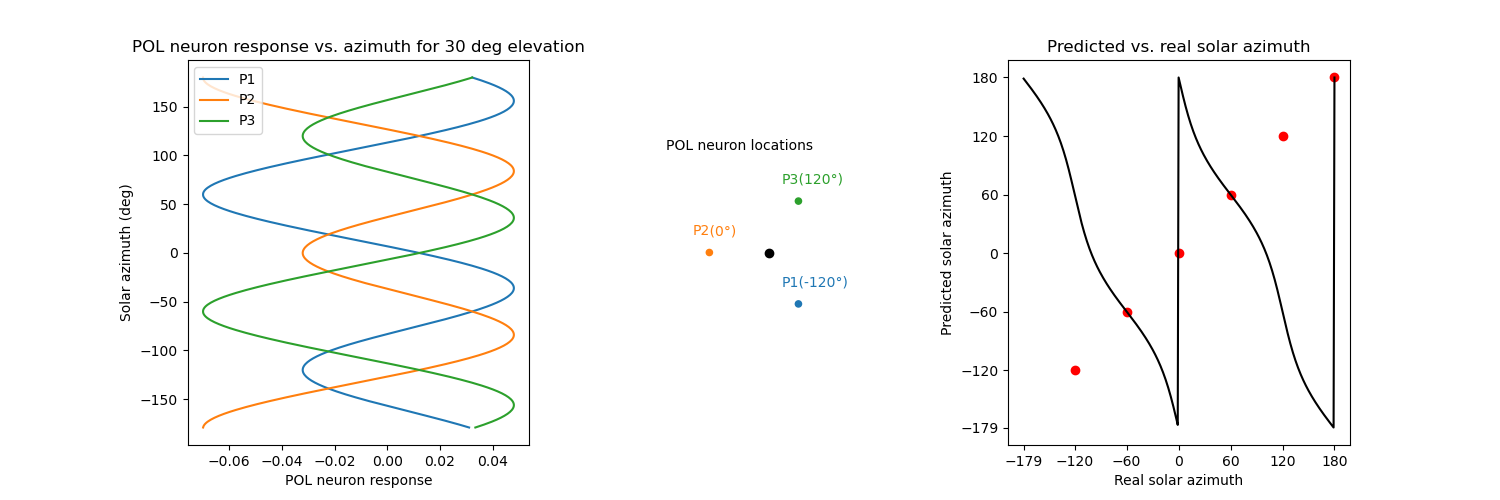 POL neuron response vs. azimuth for 30 deg elevation
P1
P2
P3
Solar azimuth (deg)
150
100
50
0
−50
−100
−150
−0.06
−0.04
−0.02
0.00
0.02
0.04
POL neuron response
POL neuron locations
P3(120°)
P2(0°)
P1(-120°)
Predicted vs. real solar azimuth
Predicted solar azimuth
180
120
60
0
−60
−120
−179
−179
−120
−60
0
60
120
180
Real solar azimuth